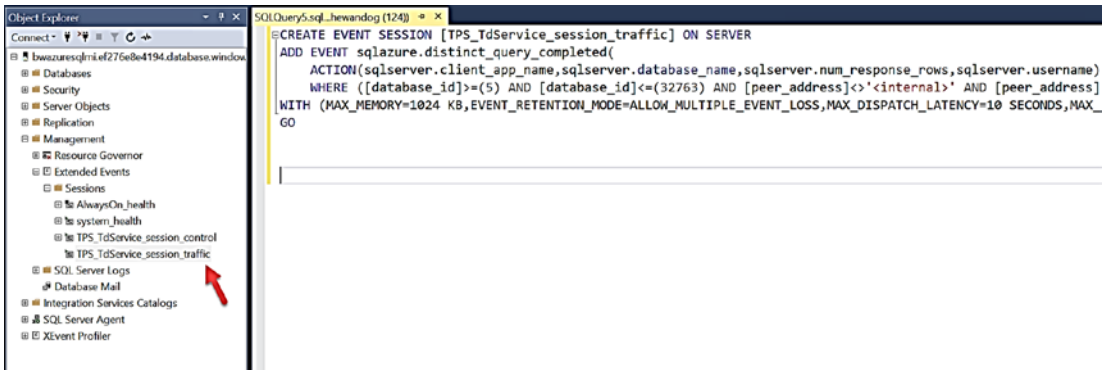 Object Explorer
Connect
bwazuresqlmi.ef276e8e4194.database.window.
Databases
Security
Server Objects
Replication
Management
Resource Governor
Extended Events
Sessions
AlwaysOn_health
system_health
TPS_TdService_session_control
TPS_TdService_session_traffic
SQL Server Logs
Database Mail
Integration Services Catalogs
SQL Server Agent
XEvent Profiler
SQLQuery5.sql...hewandog (124))
CREATE EVENT SESSION [TPS_TdService_session_traffic] ON SERVER
ADD EVENT sqlazure.distinct_query_completed(
ACTION(sqlserver.client_app_name,sqlserver.database_name,sqlserver.num_response_rows,sqlserver.username)
WHERE ([database_id]>=(5) AND [database_id]<=(32763) AND [peer_address]<>'<internal>' AND [peer_address]
WITH (MAX_MEMORY=1024 KB,EVENT_RETENTION_MODE=ALLOW_MULTIPLE_EVENT_LOSS,MAX_DISPATCH_LATENCY=10 SECONDS,MAX_
GO